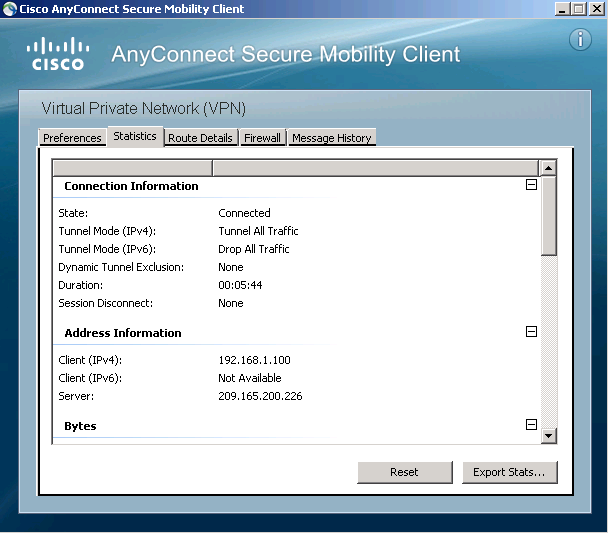 Cisco AnyConnect Secure Mobility Client
CISCO
AnyConnect Secure Mobility Client
Virtual Private Network (VPN)
Preferences Statistics Route Details Firewall Message History
Connection Information
State: Connected
Tunnel Mode (IPv4): Tunnel All Traffic
Tunnel Mode (IPv6): Drop All Traffic
Dynamic Tunnel Exclusion: None
Duration: 00:05:44
Session Disconnect: None
Address Information
Client (IPv4): 192.168.1.100
Client (IPv6): Not Available
Server: 209.165.200.226
Bytes
Reset Export Stats...